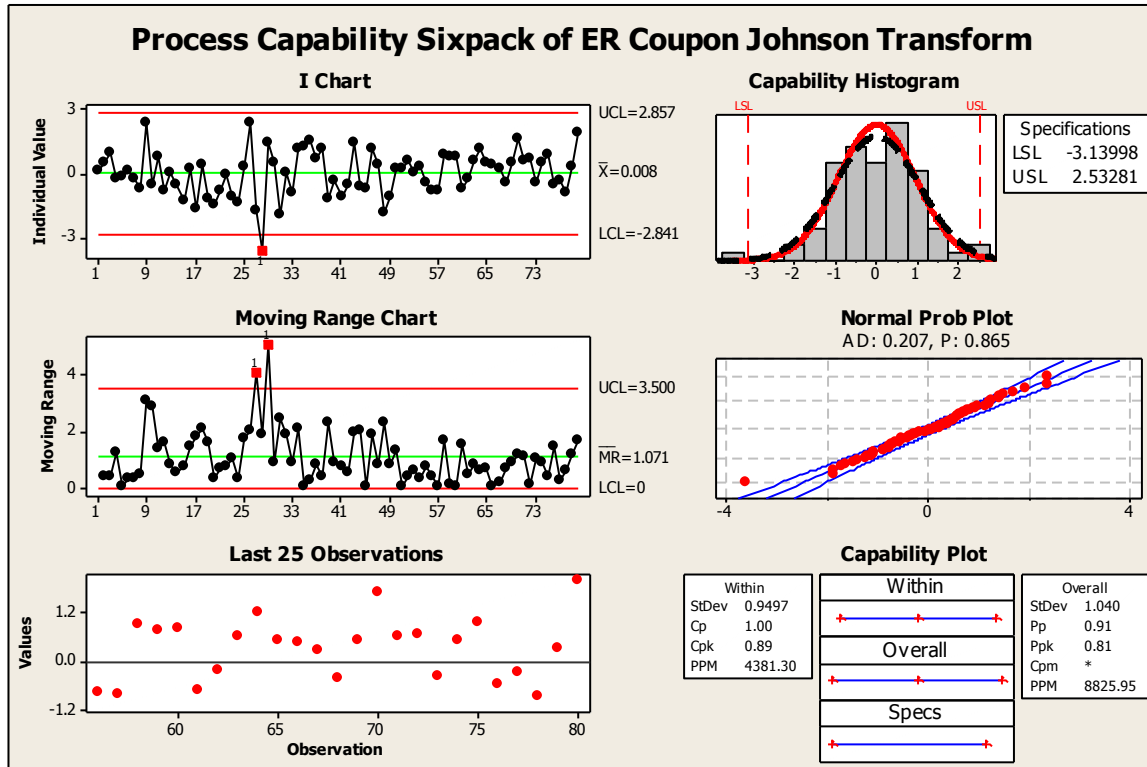 Process Capability Sixpack of ER Coupon Johnson Transform
I Chart
Individual Value
3
0
-3
UCL=2.857
X=0.008
LCL=-2.841
1
1 9 17 25 33 41 49 57 65 73
Capability Histogram
LSL USL
-3 -2 -1 0 1 2
Specifications
LSL -3.13998
USL 2.53281
Moving Range Chart
Moving Range
4
2
0
1
1
UCL=3.500
MR=1.071
LCL=0
1 9 17 25 33 41 49 57 65 73
Normal Prob Plot
AD: 0.207, P: 0.865
-4 0 4
Last 25 Observations
Values
1.2
0.0
-1.2
60 65 70 75 80
Observation
Capability Plot
Within
StDev 0.9497
Cp 1.00
Cpk 0.89
PPM 4381.30
Within
Overall
Specs
Overall
StDev 1.040
Pp 0.91
Ppk 0.81
Cpm *
PPM 8825.95